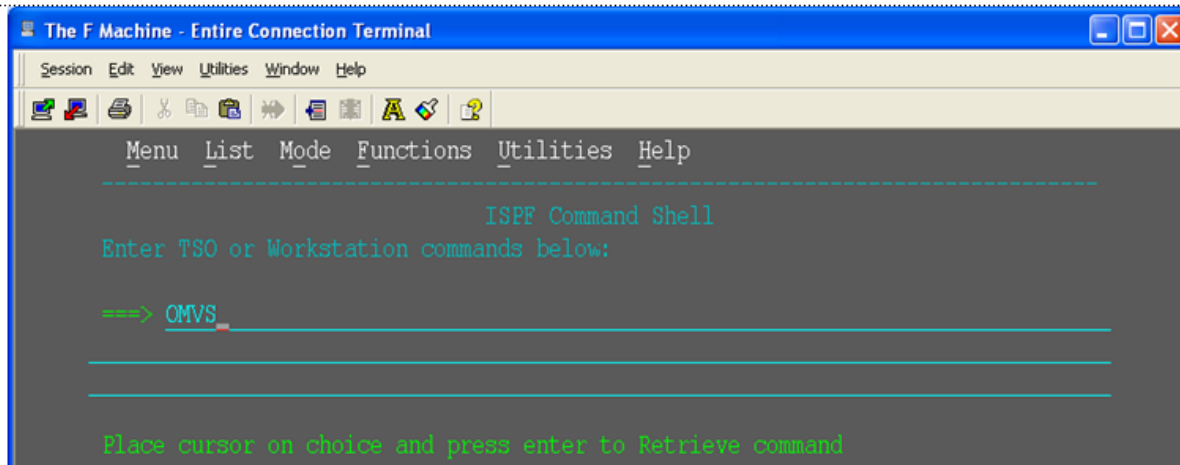 The F Machine - Entire Connection Terminal
Session Edit View Utilities Window Help
Menu List Mode Functions Utilities Help
ISPF Command Shell
Enter TSO or Workstation commands below:
===> OMVS_
Place cursor on choice and press enter to Retrieve command